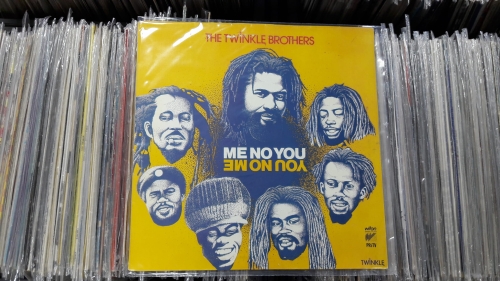 THE TWINKLE BROTHERS
ME NO YOU
YOU NO ME
TWINKLE